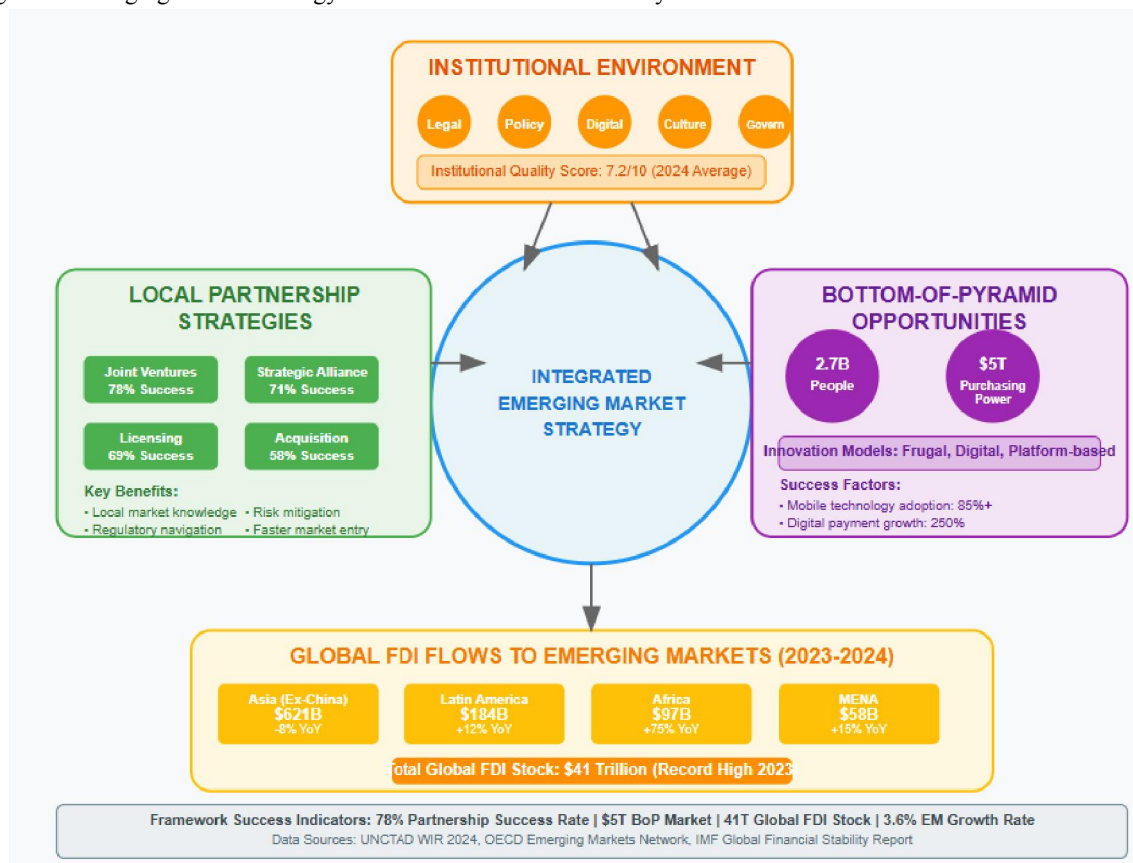 INSTITUTIONAL ENVIRONMENT
Legal
Policy
Digital
Culture
Govern
Institutional Quality Score: 7.2/10 (2024 Average)
LOCAL PARTNERSHIP
STRATEGIES
Joint Ventures
78% Success
Strategic Alliance
71% Success
Licensing
69% Success
Acquisition
58% Success
Key Benefits:
• Local market knowledge • Risk mitigation
• Regulatory navigation • Faster market entry
INTEGRATED
EMERGING MARKET
STRATEGY
BOTTOM-OF-PYRAMID
OPPORTUNITIES
2.7B
People
$5T
Purchasing
Power
Innovation Models: Frugal, Digital, Platform-based
Success Factors:
• Mobile technology adoption: 85%+
• Digital payment growth: 250%
GLOBAL FDI FLOWS TO EMERGING MARKETS (2023-2024)
Asia (Ex-China)
$621B
-8% YoY
Latin America
$184B
+12% YoY
Africa
$97B
+75% YoY
MENA
$58B
+15% YoY
otal Global FDI Stock: $41 Trillion (Record High 2023
Framework Success Indicators: 78% Partnership Success Rate | $5T BoP Market | 41T Global FDI Stock | 3.6% EM Growth Rate
Data Sources: UNCTAD WIR 2024, OECD Emerging Markets Network, IMF Global Financial Stability Report